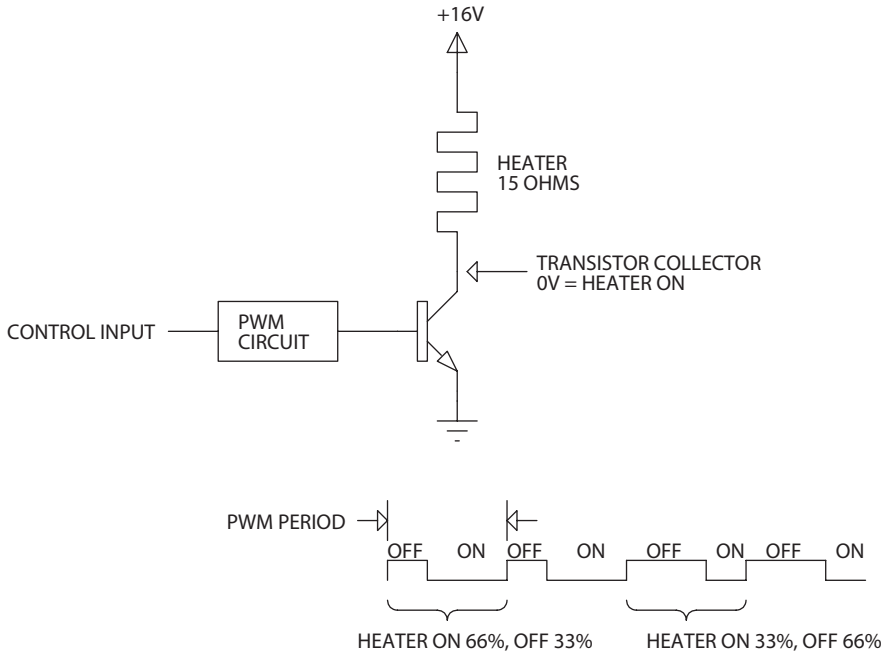 +16V
HEATER
15 OHMS
TRANSISTOR COLLECTOR
0V = HEATER ON
CONTROL INPUT
PWM
CIRCUIT
PWM PERIOD
OFF ON OFF ON OFF ON OFF ON
HEATER ON 66%, OFF 33% HEATER ON 33%, OFF 66%